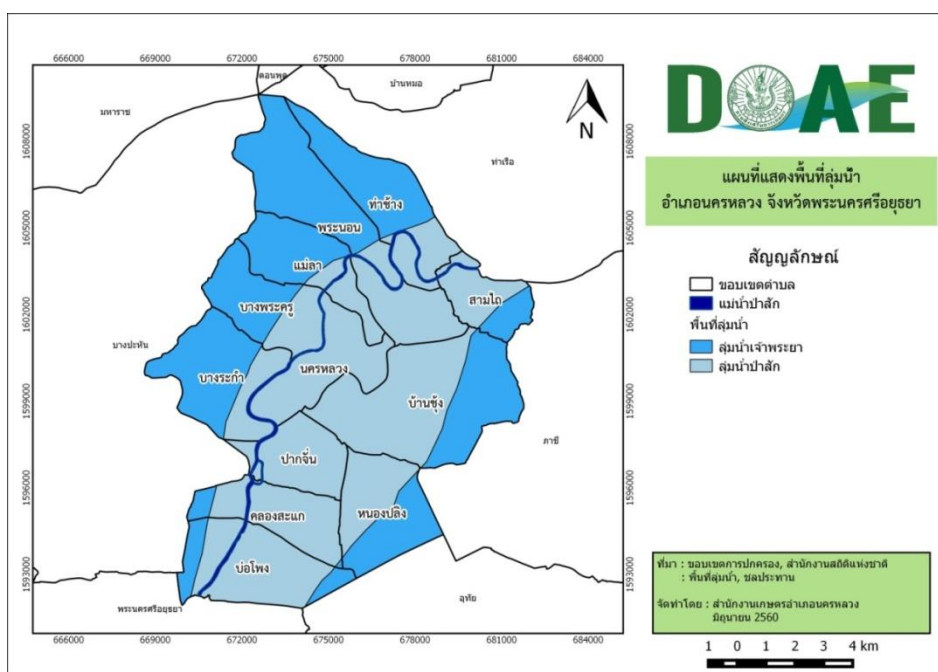 666000 669000 672000 675000 678000 681000 684000
ดอนพุด
บ้านหมอ
มหาราช
ท่าเรือ
N
ท่าช้าง
พระนอน
แม่ลา
สามไถ
บางพระครู
บางปะหัน
นครหลวง
บางระกำ
บ้านชุ้ง
ภาชี
ปากจั่น
หนองปลิง
คลองสะแก
บ่อโพง
พระนครศรีอยุธยา
อุทัย
1608000
1605000
1602000
1599000
1596000
1593000
1608000
1605000
1602000
1599000
1596000
1593000
666000 669000 672000 675000 678000 681000 684000
DOAE
แผนที่แสดงพื้นที่ลุ่มน้ำ
อำเภอนครหลวง จังหวัดพระนครศรีอยุธยา
สัญญลักษณ์
ขอบเขตตำบล
แม่น้ำป่าสัก
พื้นที่ลุ่มน้ำ
ลุ่มน้ำเจ้าพระยา
ลุ่มน้ำป่าสัก
ที่มา : ขอบเขตการปกครอง, สำนักงานสถิติแห่งชาติ
: พื้นที่ลุ่มน้ำ, ชลประทาน
จัดทำโดย : สำนักงานเกษตรอำเภอนครหลวง
มิถุนายน 2560
1 0 1 2 3 4 km